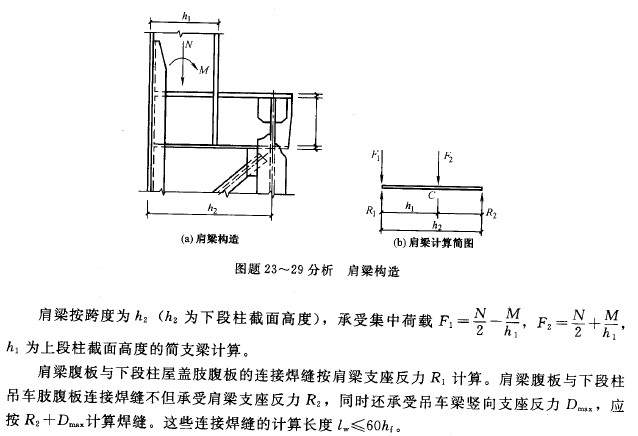 h₁
N
M
h₂
F₁
F₂
C
R₁
h₁
R₂
h₂
(a) 肩梁构造
(b) 肩梁计算简图
图题 23～29 分析　肩梁构造
肩梁按跨度为 h₂（h₂ 为下段柱截面高度），承受集中荷载 F₁=N/2−M/h₁，F₂=N/2+M/h₁，
h₁ 为上段柱截面高度的简支梁计算。
肩梁腹板与下段柱屋盖肢腹板的连接焊缝按肩梁支座反力 R₁ 计算。肩梁腹板与下段柱
吊车肢腹板连接焊缝不但承受肩梁支座反力 R₂，同时还承受吊车梁竖向支座反力 Dmax，应
按 R₂+Dmax计算焊缝。这些连接焊缝的计算长度 lw≤60hf。